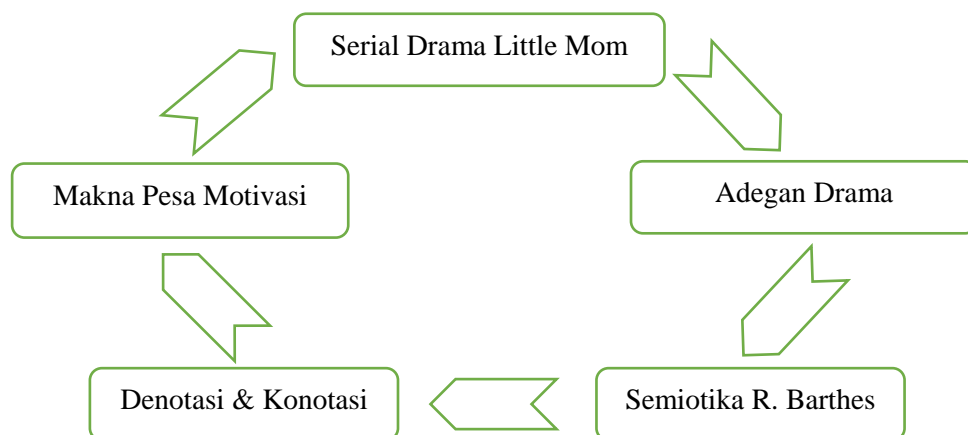 Serial Drama Little Mom
Makna Pesa Motivasi
Adegan Drama
Denotasi & Konotasi
Semiotika R. Barthes